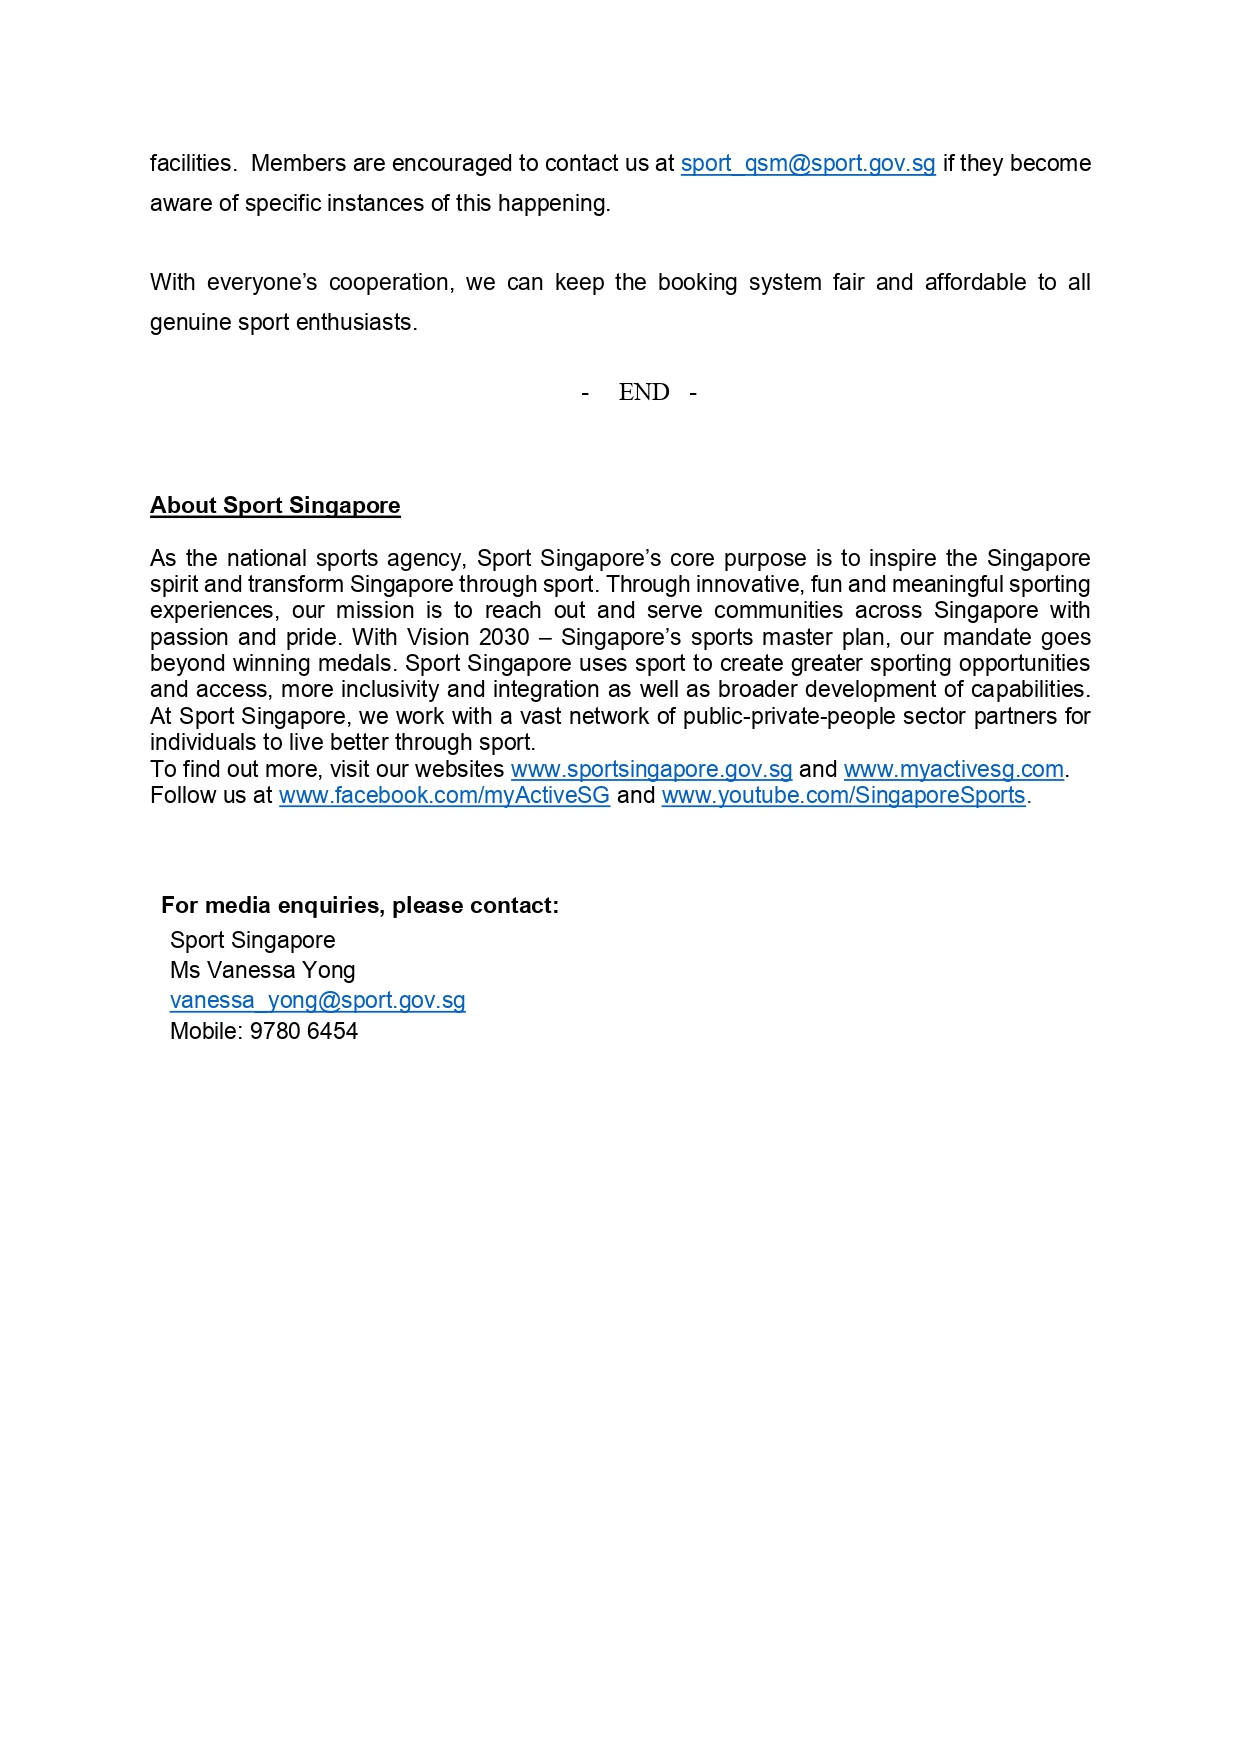 facilities.  Members are encouraged to contact us at sport_qsm@sport.gov.sg if they become
aware of specific instances of this happening.
With everyone’s cooperation, we can keep the booking system fair and affordable to all
genuine sport enthusiasts.
- END -
About Sport Singapore
As the national sports agency, Sport Singapore’s core purpose is to inspire the Singapore
spirit and transform Singapore through sport. Through innovative, fun and meaningful sporting
experiences, our mission is to reach out and serve communities across Singapore with
passion and pride. With Vision 2030 – Singapore’s sports master plan, our mandate goes
beyond winning medals. Sport Singapore uses sport to create greater sporting opportunities
and access, more inclusivity and integration as well as broader development of capabilities.
At Sport Singapore, we work with a vast network of public-private-people sector partners for
individuals to live better through sport.
To find out more, visit our websites www.sportsingapore.gov.sg and www.myactivesg.com.
Follow us at www.facebook.com/myActiveSG and www.youtube.com/SingaporeSports.
For media enquiries, please contact:
Sport Singapore
Ms Vanessa Yong
vanessa_yong@sport.gov.sg
Mobile: 9780 6454